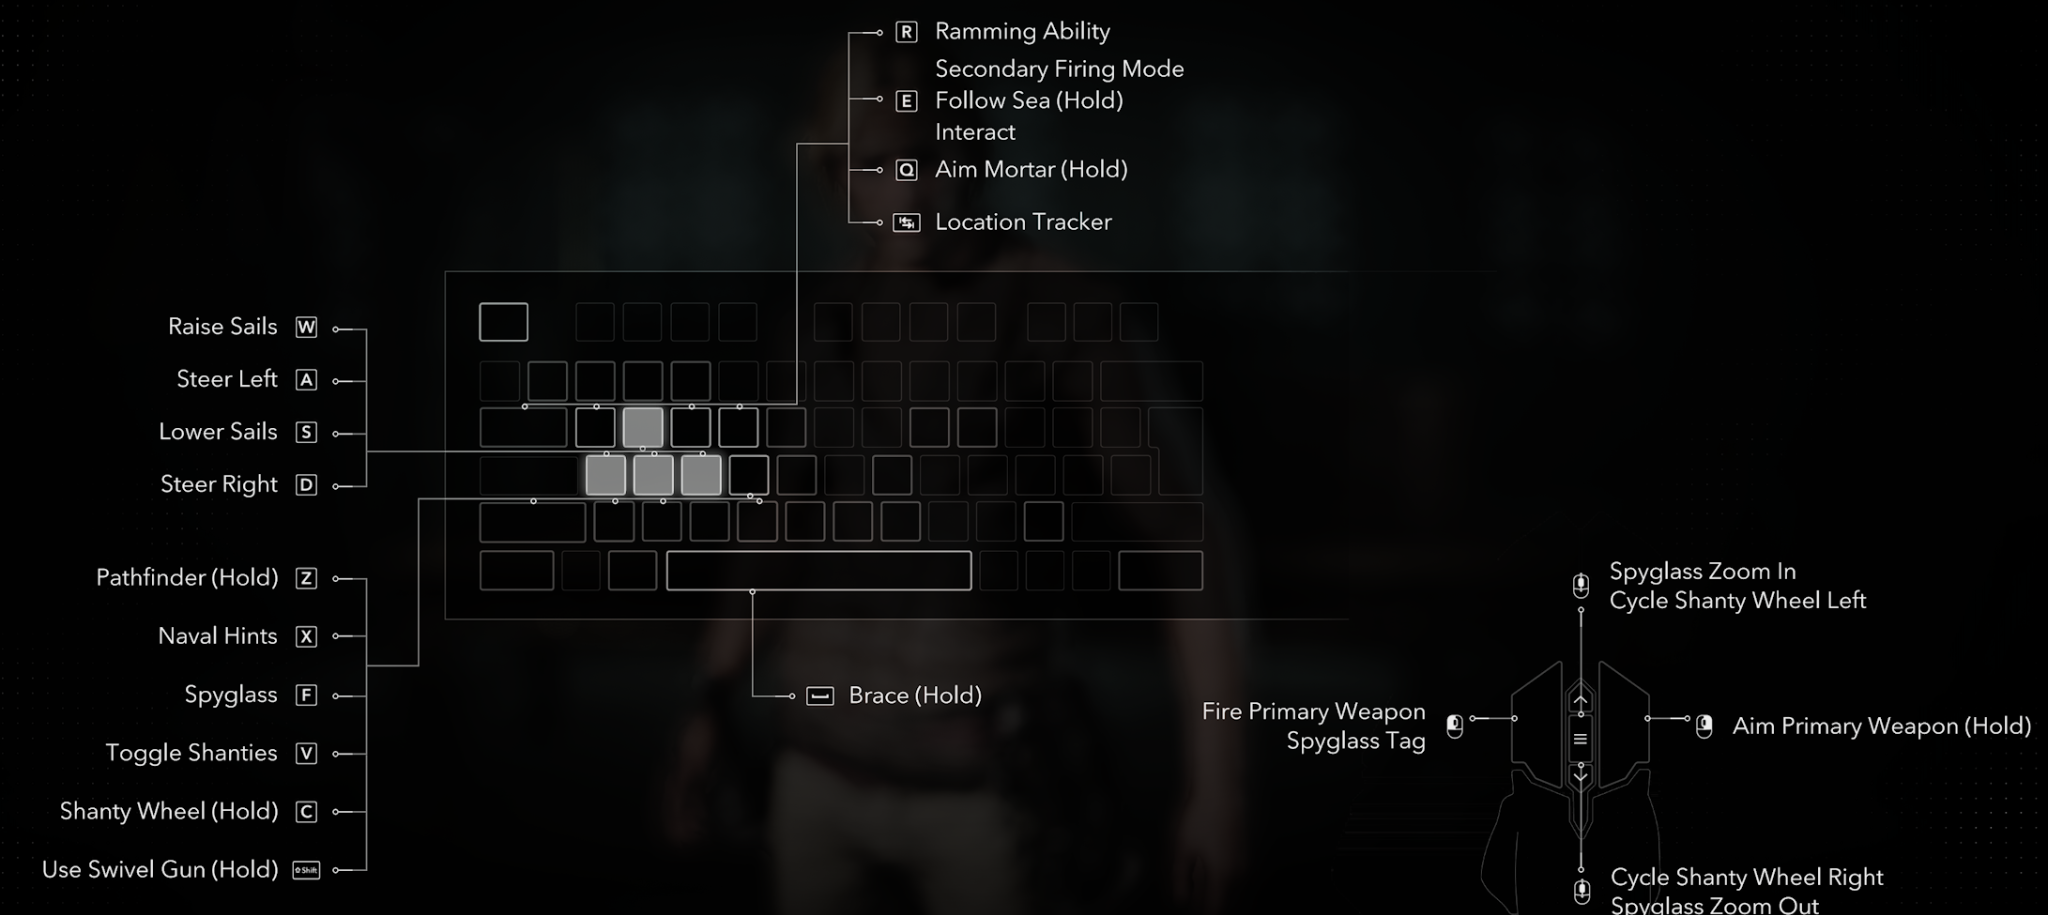 R Ramming Ability
Secondary Firing Mode
E Follow Sea (Hold)
Interact
Q Aim Mortar (Hold)
Location Tracker
Raise Sails W
Steer Left A
Lower Sails S
Steer Right D
Pathfinder (Hold) Z
Naval Hints X
Spyglass F
Toggle Shanties V
Shanty Wheel (Hold) C
Use Swivel Gun (Hold) Shift
Brace (Hold)
Spyglass Zoom In
Cycle Shanty Wheel Left
Fire Primary Weapon
Spyglass Tag
Aim Primary Weapon (Hold)
Cycle Shanty Wheel Right
Spyglass Zoom Out